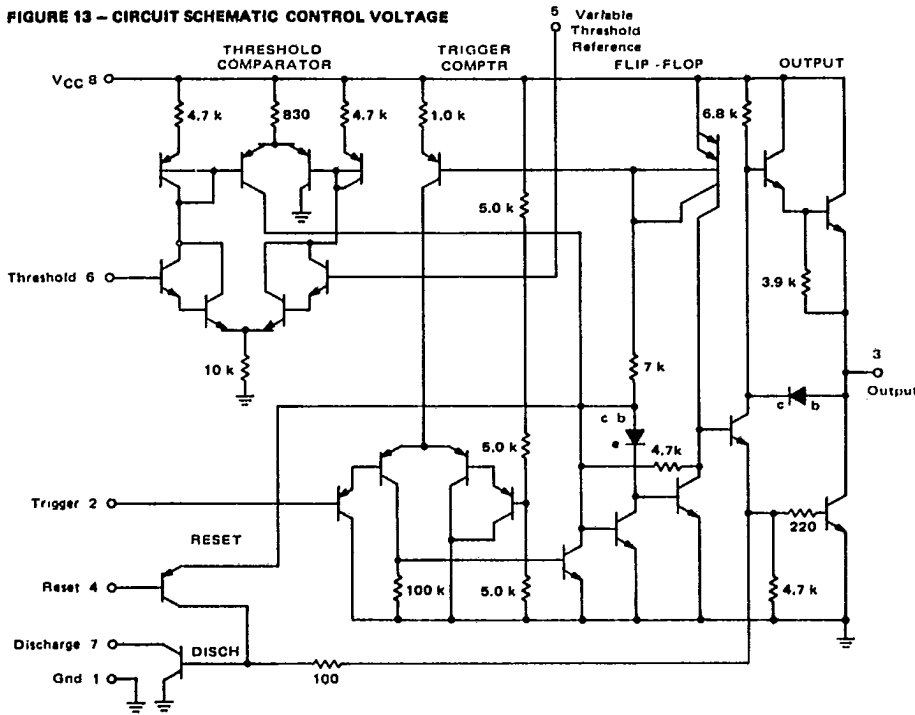 FIGURE 13 – CIRCUIT SCHEMATIC CONTROL VOLTAGE
5 Variable
Threshold
Reference
THRESHOLD
COMPARATOR
TRIGGER
COMPTR
FLIP-FLOP
OUTPUT
VCC 8
4.7 k
830
4.7 k
1.0 k
6.8 k
5.0 k
Threshold 6
3.9 k
10 k
7 k
3
Output
c b
c b
e
5.0 k
4.7k
Trigger 2
220
RESET
Reset 4
100 k
5.0 k
4.7 k
Discharge 7
DISCH
Gnd 1
100